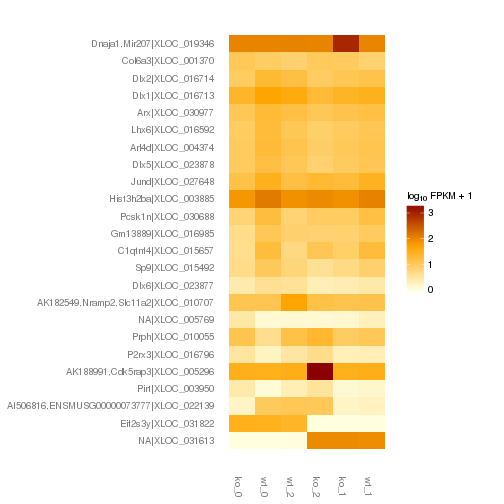 Dnaja1,Mir207|XLOC_019346
Col6a3|XLOC_001370
Dlx2|XLOC_016714
Dlx1|XLOC_016713
Arx|XLOC_030977
Lhx6|XLOC_016592
Arl4d|XLOC_004374
Dlx5|XLOC_023878
Jund|XLOC_027648
Hist3h2ba|XLOC_003885
Pcsk1n|XLOC_030688
Gm13889|XLOC_016985
C1qtnf4|XLOC_015657
Sp9|XLOC_015492
Dlx6|XLOC_023877
AK182549,Nramp2,Slc11a2|XLOC_010707
NA|XLOC_005769
Prph|XLOC_010055
P2rx3|XLOC_016796
AK188991,Cdk5rap3|XLOC_005296
Pirt|XLOC_003950
AI506816,ENSMUSG00000073777|XLOC_022139
Eif2s3y|XLOC_031822
NA|XLOC_031613
ko_0
wt_0
wt_2
ko_2
ko_1
wt_1
log10 FPKM + 1
3
2
1
0